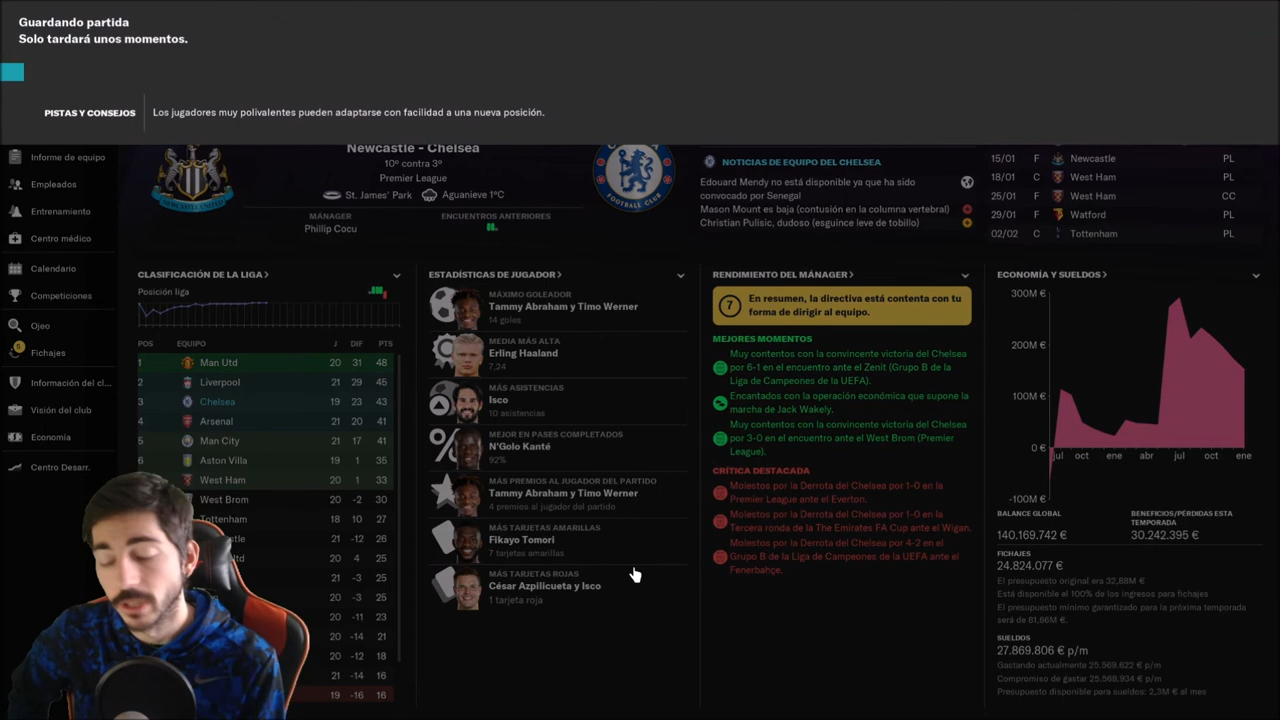 Guardando partida
Solo tardará unos momentos.
PISTAS Y CONSEJOS
Los jugadores muy polivalentes pueden adaptarse con facilidad a una nueva posición.
Informe de equipo
Empleados
Entrenamiento
Centro médico
Calendario
Competiciones
Ojeo
5
Fichajes
Información del cl...
Visión del club
Economía
Centro Desarr.
Newcastle - Chelsea
10º contra 3º
Premier League
St. James' Park
Aguanieve 1°C
MÁNAGER
Phillip Cocu
ENCUENTROS ANTERIORES
NOTICIAS DE EQUIPO DEL CHELSEA
Edouard Mendy no está disponible ya que ha sido
convocado por Senegal
Mason Mount es baja (contusión en la columna vertebral)
Christian Pulisic, dudoso (esguince leve de tobillo)
15/01 F Newcastle PL
18/01 C West Ham PL
25/01 F West Ham CC
29/01 F Watford PL
02/02 C Tottenham PL
CLASIFICACIÓN DE LA LIGA
Posición liga
POS EQUIPO J DIF PTS
1 Man Utd 20 31 48
2 Liverpool 21 29 45
3 Chelsea 19 23 43
4 Arsenal 21 20 41
5 Man City 21 17 41
6 Aston Villa 19 1 35
West Ham 20 1 33
West Brom 20 -2 30
Tottenham 18 10 27
21 -12 26
20 4 25
21 -3 25
20 -3 25
20 -11 23
20 -14 21
20 -12 18
21 -14 16
19 -16 16
ESTADÍSTICAS DE JUGADOR
MÁXIMO GOLEADOR
Tammy Abraham y Timo Werner
14 goles
MEDIA MÁS ALTA
Erling Haaland
7,24
MÁS ASISTENCIAS
Isco
10 asistencias
MEJOR EN PASES COMPLETADOS
N'Golo Kanté
92%
MÁS PREMIOS AL JUGADOR DEL PARTIDO
Tammy Abraham y Timo Werner
4 premios al jugador del partido
MÁS TARJETAS AMARILLAS
Fikayo Tomori
7 tarjetas amarillas
MÁS TARJETAS ROJAS
César Azpilicueta y Isco
1 tarjeta roja
RENDIMIENTO DEL MÁNAGER
7
En resumen, la directiva está contenta con tu
forma de dirigir al equipo.
MEJORES MOMENTOS
Muy contentos con la convincente victoria del Chelsea
por 6-1 en el encuentro ante el Zenit (Grupo B de la
Liga de Campeones de la UEFA).
Encantados con la operación económica que supone la
marcha de Jack Wakely.
Muy contentos con la convincente victoria del Chelsea
por 3-0 en el encuentro ante el West Brom (Premier
League).
CRÍTICA DESTACADA
Molestos por la Derrota del Chelsea por 1-0 en la
Premier League ante el Everton.
Molestos por la Derrota del Chelsea por 1-0 en la
Tercera ronda de la The Emirates FA Cup ante el Wigan.
Molestos por la Derrota del Chelsea por 4-2 en el
Grupo B de la Liga de Campeones de la UEFA ante el
Fenerbahçe.
ECONOMÍA Y SUELDOS
300M €
200M €
100M €
0 €
-100M €
jul oct ene abr jul oct ene
BALANCE GLOBAL
140.169.742 €
BENEFICIOS/PÉRDIDAS ESTA
TEMPORADA
30.242.395 €
FICHAJES
24.824.077 €
El presupuesto original era 32,88M €
Está disponible el 100% de los ingresos para fichajes
El presupuesto mínimo garantizado para la próxima temporada
será de 81,66M €.
SUELDOS
27.869.806 € p/m
Gastando actualmente 25.569.622 € p/m
Compromiso de gastar 25.569.934 € p/m
Presupuesto disponible para sueldos: 2,3M € al mes